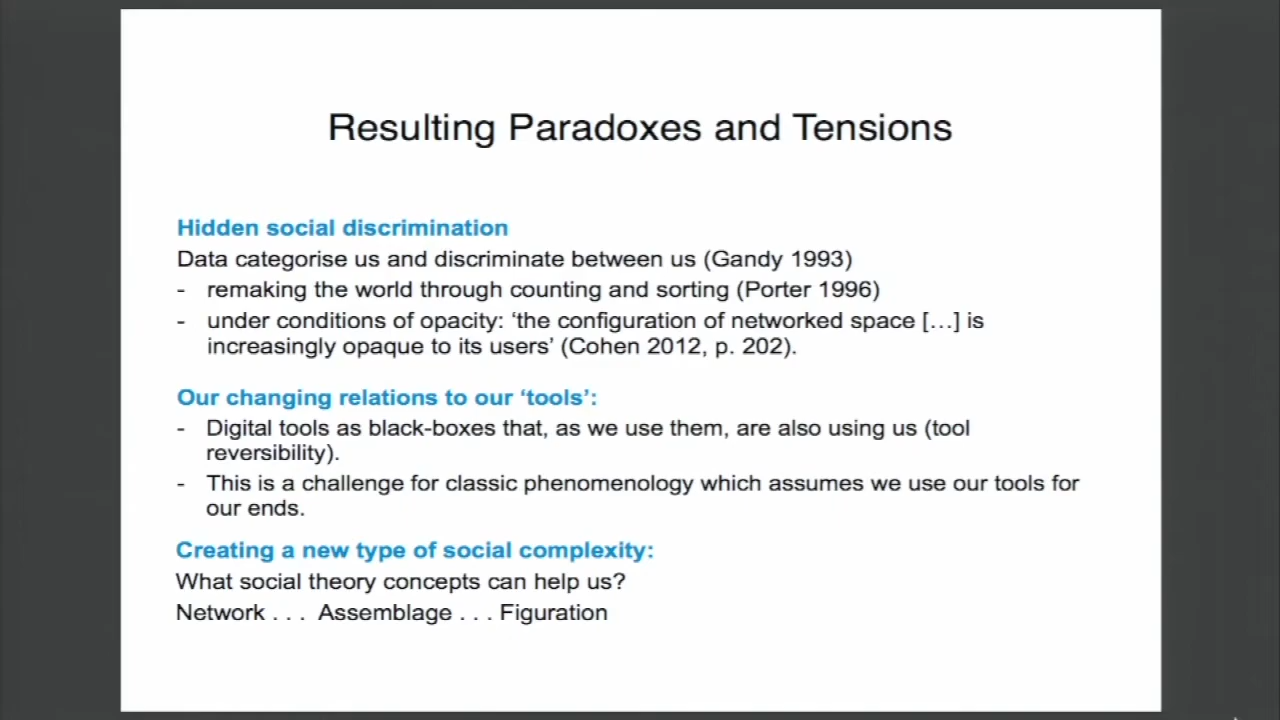 Resulting Paradoxes and Tensions
Hidden social discrimination
Data categorise us and discriminate between us (Gandy 1993)
- remaking the world through counting and sorting (Porter 1996)
- under conditions of opacity: ‘the configuration of networked space […] is
increasingly opaque to its users’ (Cohen 2012, p. 202).
Our changing relations to our ‘tools’:
- Digital tools as black-boxes that, as we use them, are also using us (tool
reversibility).
- This is a challenge for classic phenomenology which assumes we use our tools for
our ends.
Creating a new type of social complexity:
What social theory concepts can help us?
Network . . .  Assemblage . . . Figuration